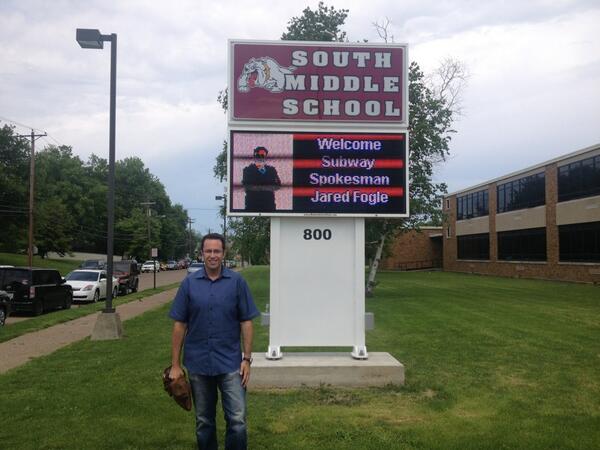 SOUTH
MIDDLE
SCHOOL
Welcome
Subway
Spokesman
Jared Fogle
800